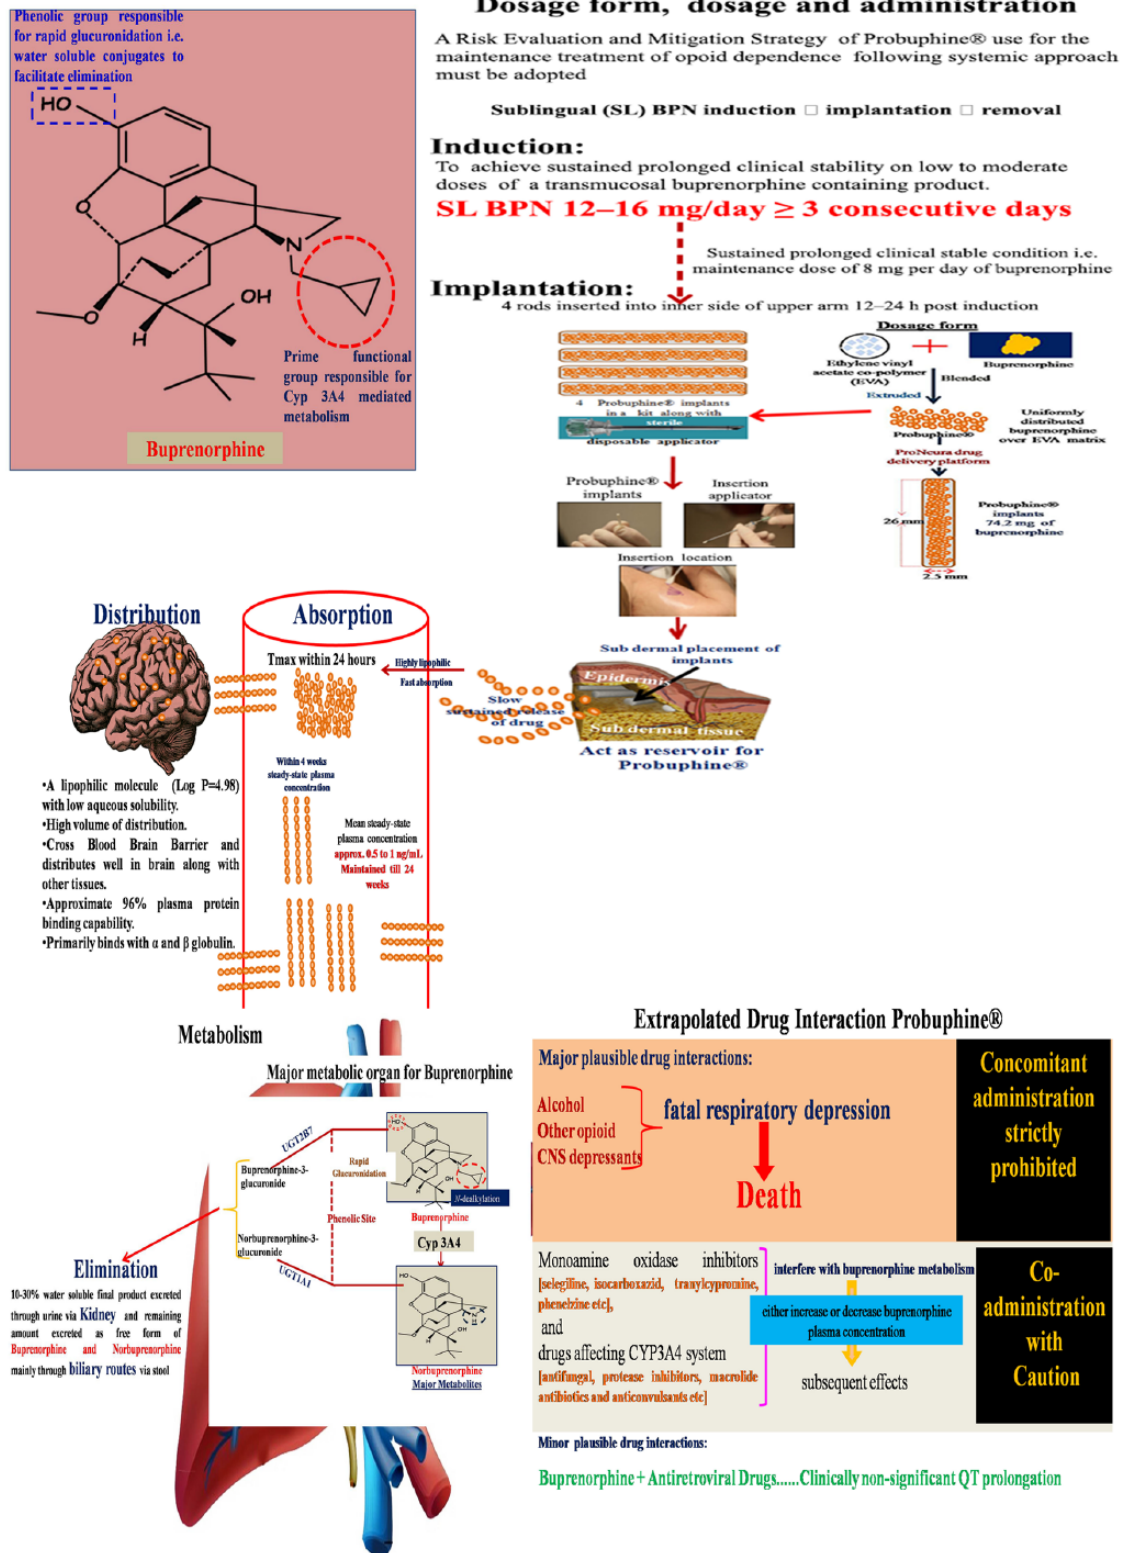 Phenolic group responsible
for rapid glucuronidation i.e.
water soluble conjugates to
facilitate elimination
HO
O
N
OH
O
H
Prime functional
group responsible for
Cyp 3A4 mediated
metabolism
Buprenorphine
Dosage form, dosage and administration
A Risk Evaluation and Mitigation Strategy of Probuphine® use for the
maintenance treatment of opoid dependence following systemic approach
must be adopted
Sublingual (SL) BPN induction □ implantation □ removal
Induction:
To achieve sustained prolonged clinical stability on low to moderate
doses of a transmucosal buprenorphine containing product.
SL BPN 12–16 mg/day ≥ 3 consecutive days
Sustained prolonged clinical stable condition i.e.
maintenance dose of 8 mg per day of buprenorphine
Implantation:
4 rods inserted into inner side of upper arm 12–24 h post induction
4 Probuphine® implants
in a kit along with
sterile
disposable applicator
Dosage form
Ethylene vinyl
acetate co-polymer
(EVA)
Buprenorphine
Blended
Extruded
Probuphine®
Uniformly
distributed
buprenorphine
over EVA matrix
ProNeura drug
delivery platform
26 mm
2.5 mm
Probuphine®
implants
74.2 mg of
buprenorphine
Probuphine®
implants
Insertion
applicator
Insertion location
Sub dermal placement of
implants
Epidermis
Sub dermal tissue
Act as reservoir for
Probuphine®
Slow
sustained release
of drug
Highly lipophilic
Fast absorption
Distribution
Absorption
Tmax within 24 hours
Within 4 weeks
steady-state plasma
concentration
Mean steady-state
plasma concentration
approx. 0.5 to 1 ng/mL
Maintained till 24
weeks
•A lipophilic molecule (Log P=4.98)
with low aqueous solubility.
•High volume of distribution.
•Cross Blood Brain Barrier and
distributes well in brain along with
other tissues.
•Approximate 96% plasma protein
binding capability.
•Primarily binds with α and β globulin.
Metabolism
Major metabolic organ for Buprenorphine
UGT2B7
Buprenorphine-3-
glucuronide
Rapid
Glucuronidation
Phenolic Site
Norbuprenorphine-3-
glucuronide
UGT1A1
HO
OH
H
N-dealkylation
Buprenorphine
Cyp 3A4
HO
OH
H
Norbuprenorphine
Major Metabolites
Elimination
10-30% water soluble final product excreted
through urine via Kidney and remaining
amount excreted as free form of
Buprenorphine and Norbuprenorphine
mainly through biliary routes via stool
Extrapolated Drug Interaction Probuphine®
Major plausible drug interactions:
Alcohol
Other opioid
CNS depressants
fatal respiratory depression
Death
Concomitant
administration
strictly
prohibited
Monoamine oxidase inhibitors
[selegiline, isocarboxazid, tranylcypromine,
phenelzine etc],
and
drugs affecting CYP3A4 system
[antifungal, protease inhibitors, macrolide
antibiotics and anticonvulsants etc]
interfere with buprenorphine metabolism
either increase or decrease buprenorphine
plasma concentration
subsequent effects
Co-
administration
with
Caution
Minor plausible drug interactions:
Buprenorphine + Antiretroviral Drugs......Clinically non-significant QT prolongation